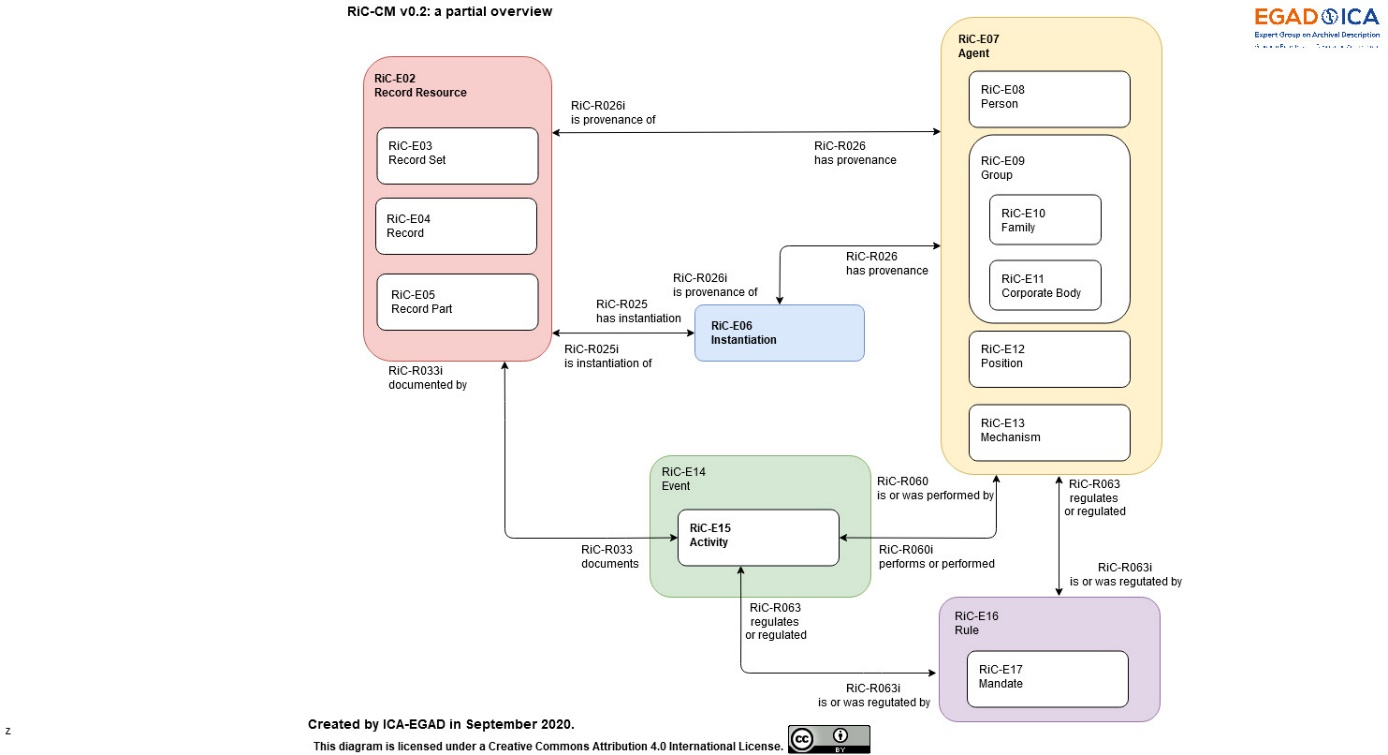 RiC-CM v0.2: a partial overview
EGAD ICA
Expert Group on Archival Description
RiC-E02
Record Resource
RiC-E03
Record Set
RiC-E04
Record
RiC-E05
Record Part
RiC-R026i
is provenance of
RiC-R026
has provenance
RiC-E07
Agent
RiC-E08
Person
RiC-E09
Group
RiC-E10
Family
RiC-E11
Corporate Body
RiC-E12
Position
RiC-E13
Mechanism
RiC-R026
has provenance
RiC-R026i
is provenance of
RiC-R025
has instantiation
RiC-R025i
is instantiation of
RiC-E06
Instantiation
RiC-R033i
documented by
RiC-R033
documents
RiC-E14
Event
RiC-E15
Activity
RiC-R060
is or was performed by
RiC-R060i
performs or performed
RiC-R063
regulates
or regulated
RiC-R063i
is or was regutated by
RiC-R063
regulates
or regulated
RiC-R063i
is or was regutated by
RiC-E16
Rule
RiC-E17
Mandate
z
Created by ICA-EGAD in September 2020.
This diagram is licensed under a Creative Commons Attribution 4.0 International License.
cc
BY